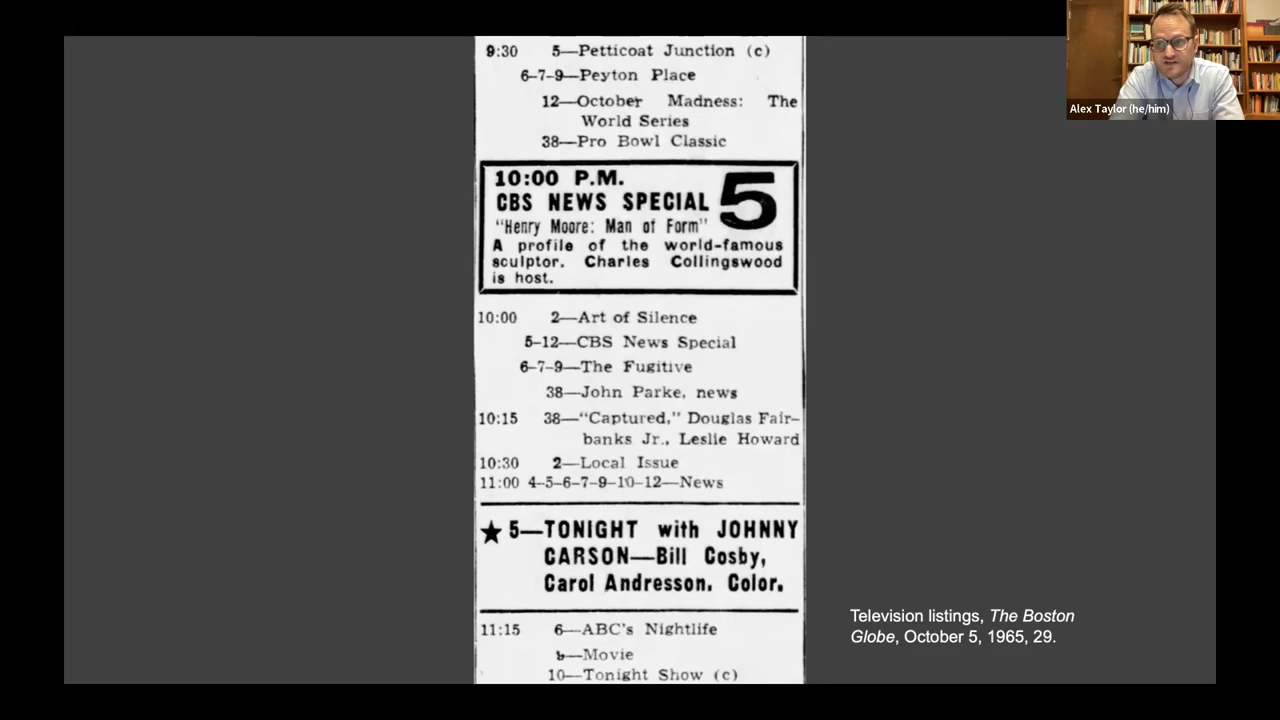 9:30 5—Petticoat Junction (c)
6-7-9—Peyton Place
12—October Madness: The
World Series
38—Pro Bowl Classic
10:00 P.M.
CBS NEWS SPECIAL 5
"Henry Moore: Man of Form"
A profile of the world-famous
sculptor. Charles Collingswood
is host.
10:00 2—Art of Silence
5-12—CBS News Special
6-7-9—The Fugitive
38—John Parke, news
10:15 38—"Captured," Douglas Fair-
banks Jr., Leslie Howard
10:30 2—Local Issue
11:00 4-5-6-7-9-10-12—News
★ 5—TONIGHT with JOHNNY
CARSON—Bill Cosby,
Carol Andresson. Color.
11:15 6—ABC's Nightlife
—Movie
10—Tonight Show (c)
Television listings, The Boston
Globe, October 5, 1965, 29.
Alex Taylor (he/him)